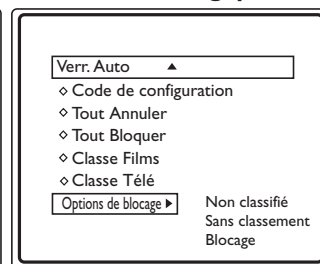 Verr. Auto ▲
◇ Code de configuration
◇ Tout Annuler
◇ Tout Bloquer
◇ Classe Films
◇ Classe Télé
Options de blocage ▶
Non classifié
Sans classement
Blocage